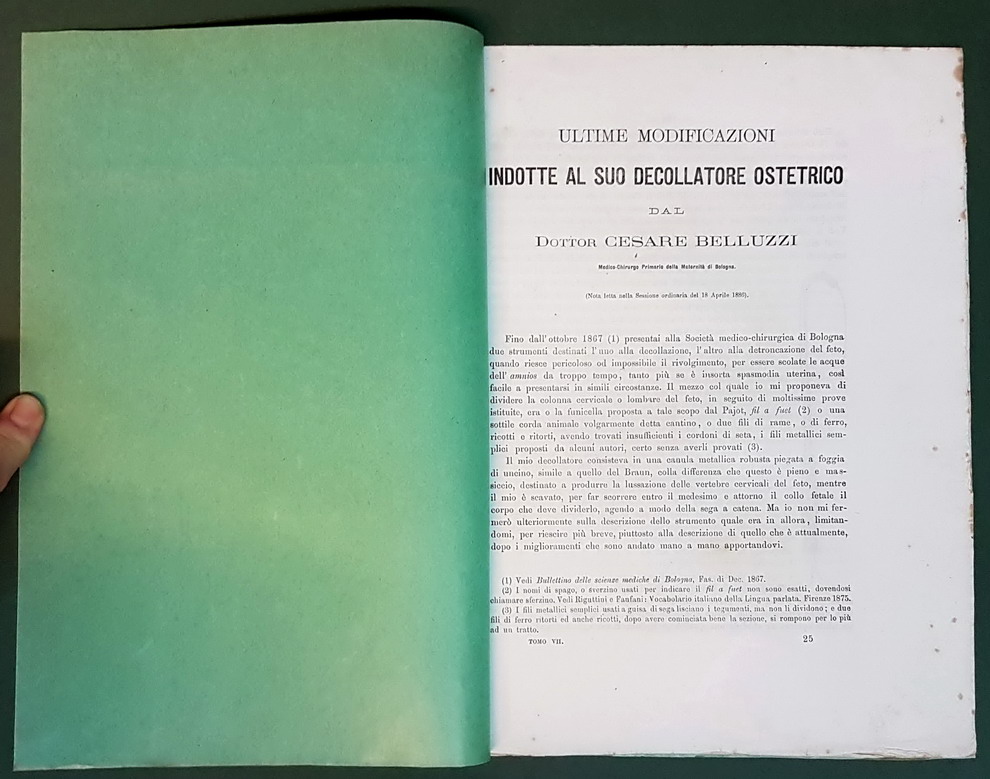 ULTIME MODIFICAZIONI
INDOTTE AL SUO DECOLLATORE OSTETRICO
DAL
DOTTOR CESARE BELLUZZI
Medico-Chirurgo Primario della Maternità di Bologna.
(Nota letta nella Sessione ordinaria del 18 Aprile 1886).
Fino dall'ottobre 1867 (1) presentai alla Società medico-chirurgica di Bologna
due strumenti destinati l'uno alla decollazione, l'altro alla detroncazione del feto,
quando riesce pericoloso od impossibile il rivolgimento, per essere scolate le acque
dell'amnios da troppo tempo, tanto più se è insorta spasmodia uterina, così
facile a presentarsi in simili circostanze. Il mezzo col quale io mi proponeva di
dividere la colonna cervicale o lombare del feto, in seguito di moltissime prove
istituite, era o la funicella proposta a tale scopo dal Pajot, fil a fuet (2) o una
sottile corda animale volgarmente detta cantino, o due fili di rame, o di ferro,
ricotti e ritorti, avendo trovati insufficienti i cordoni di seta, i fili metallici sem-
plici proposti da alcuni autori, certo senza averli provati (3).
Il mio decollatore consisteva in una canula metallica robusta piegata a foggia
di uncino, simile a quello del Braun, colla differenza che questo è pieno e mas-
siccio, destinato a produrre la lussazione delle vertebre cervicali del feto, mentre
il mio è scavato, per far scorrere entro il medesimo e attorno il collo fetale il
corpo che deve dividerlo, agendo a modo della sega a catena. Ma io non mi fer-
merò ulteriormente sulla descrizione dello strumento quale era in allora, limitan-
domi, per riescire più breve, piuttosto alla descrizione di quello che è attualmente,
dopo i miglioramenti che sono andato mano a mano apportandovi.
(1) Vedi Bullettino delle scienze mediche di Bologna, Fas. di Dec. 1867.
(2) I nomi di spago, o sverzino usati per indicare il fil a fuet non sono esatti, dovendosi
chiamare sferzino. Vedi Riguttini e Fanfani: Vocabolario italiano della Lingua parlata. Firenze 1875.
(3) I fili metallici semplici usati a guisa di sega lisciano i tegumenti, ma non li dividono; e due
fili di ferro ritorti ed anche ricotti, dopo avere cominciata bene la sezione, si rompono per lo più
ad un tratto.
TOMO VII. 25